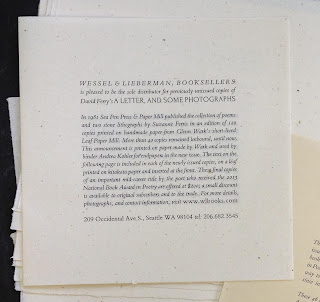 WESSEL & LIEBERMAN, BOOKSELLERS
is pleased to be the sole distributor for previously unissued copies of
David Ferry's A LETTER, AND SOME PHOTOGRAPHS
In 1981 Sea Pen Press & Paper Mill published the collection of poems
and two stone lithographs by Suzanne Ferris in an edition of 120
copies printed on handmade paper from Glenn Wark's short-lived
Leaf Paper Mill. More than 40 copies remained unbound, until now.
This announcement is printed on paper made by Wark and used by
binder Andrea Kohler for endpapers in the new issue. The text on the
following page is included in each of the newly issued copies, on a leaf
printed on kitakata paper and inserted at the front. These final copies
of an important mid-career title by the poet who received the 2012
National Book Award in Poetry are offered at $200; a small discount
is available to original subscribers and to the trade. For more details,
photographs, and contact information, visit www.wlbooks.com
209 Occidental Ave S., Seattle WA 98104 tel: 206.682.3545